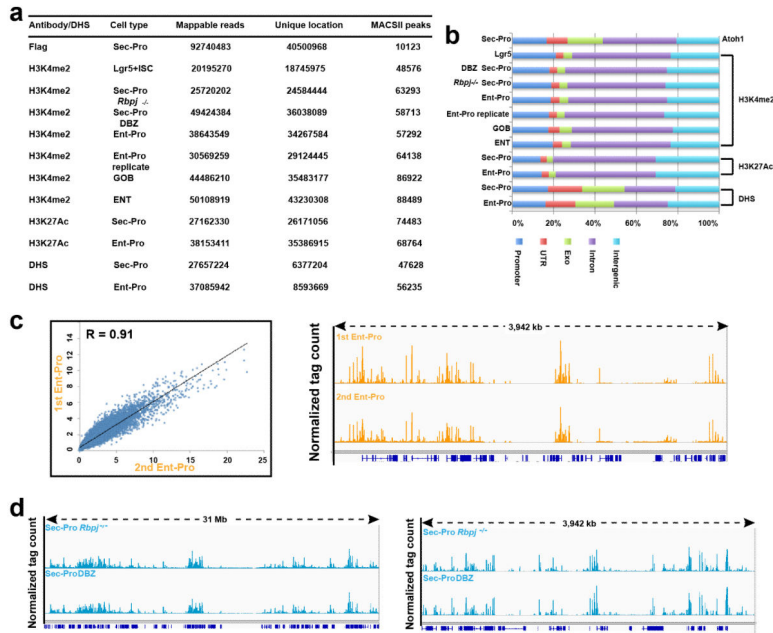 a
Antibody/DHS Cell type Mappable reads Unique location MACSII peaks
Flag Sec-Pro 92740483 40500968 10123
H3K4me2 Lgr5+ISC 20195270 18745975 48576
H3K4me2 Sec-Pro Rbpj -/- 25720202 24584444 63293
H3K4me2 Sec-Pro DBZ 49424384 36038089 58713
H3K4me2 Ent-Pro 38643549 34267584 57292
H3K4me2 Ent-Pro replicate 30569259 29124445 64138
H3K4me2 GOB 44486210 35483177 86922
H3K4me2 ENT 50108919 43230308 88489
H3K27Ac Sec-Pro 27162330 26171056 74483
H3K27Ac Ent-Pro 38153411 35386915 68764
DHS Sec-Pro 27657224 6377204 47628
DHS Ent-Pro 37085942 8593669 56235
b
Sec-Pro Atoh1
Lgr5
DBZ Sec-Pro
Rbpj-/- Sec-Pro
Ent-Pro
Ent-Pro replicate
GOB
ENT
H3K4me2
Sec-Pro
Ent-Pro
H3K27Ac
Sec-Pro
Ent-Pro
DHS
0% 20% 40% 60% 80% 100%
Promoter
UTR
Exo
Intron
Intergenic
c
R = 0.91
1st Ent-Pro
0 2 4 6 8 10 12 14
0 5 10 15 20 25
2nd Ent-Pro
Normalized tag count
3,942 kb
1st Ent-Pro
2nd Ent-Pro
d
Normalized tag count
31 Mb
Sec-Pro Rbpj
Sec-ProDBZ
Normalized tag count
3,942 kb
Sec-Pro Rbpj -/-
Sec-ProDBZ